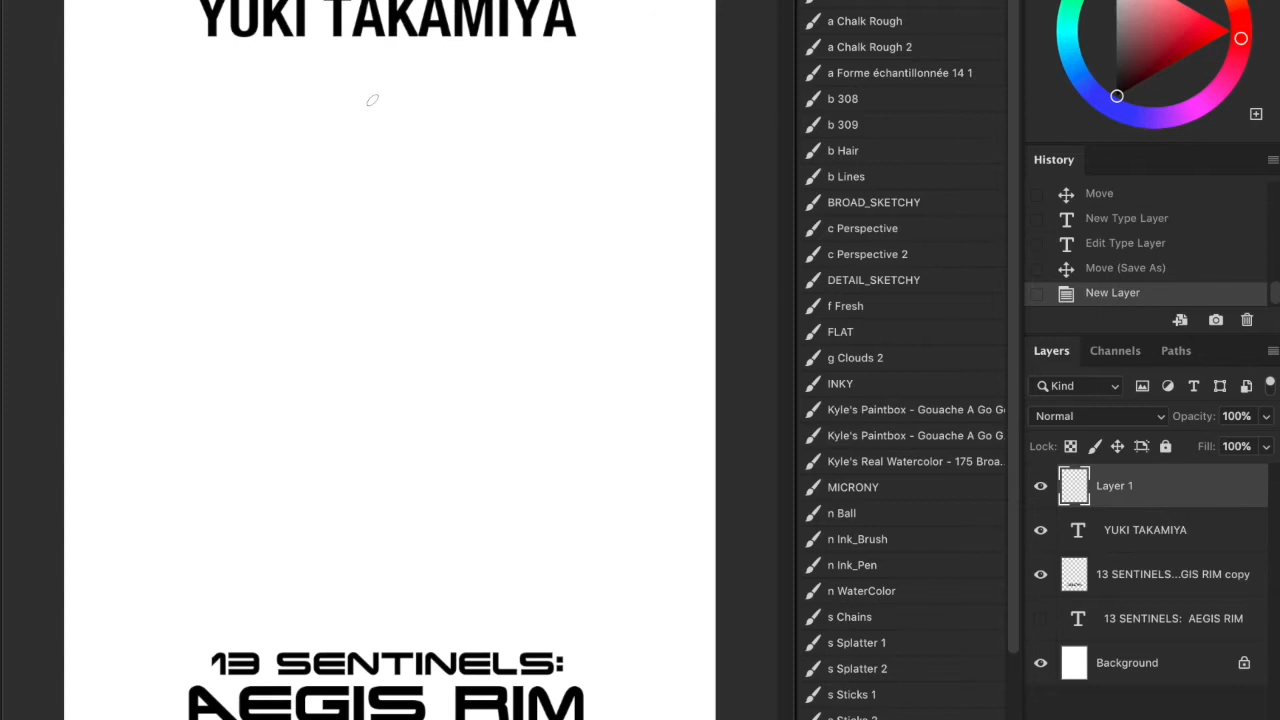 YUKI TAKAMIYA
13 SENTINELS:
AEGIS RIM
a Chalk Rough
a Chalk Rough 2
a Forme échantillonnée 14 1
b 308
b 309
b Hair
b Lines
BROAD_SKETCHY
c Perspective
c Perspective 2
DETAIL_SKETCHY
f Fresh
FLAT
g Clouds 2
INKY
Kyle's Paintbox - Gouache A Go Go
Kyle's Paintbox - Gouache A Go G...
Kyle's Real Watercolor - 175 Broa...
MICRONY
n Ball
n Ink_Brush
n Ink_Pen
n WaterColor
s Chains
s Splatter 1
s Splatter 2
s Sticks 1
History
Move
New Type Layer
Edit Type Layer
Move (Save As)
New Layer
Layers Channels Paths
Kind
Normal Opacity: 100%
Lock: Fill: 100%
Layer 1
YUKI TAKAMIYA
13 SENTINELS...GIS RIM copy
13 SENTINELS: AEGIS RIM
Background